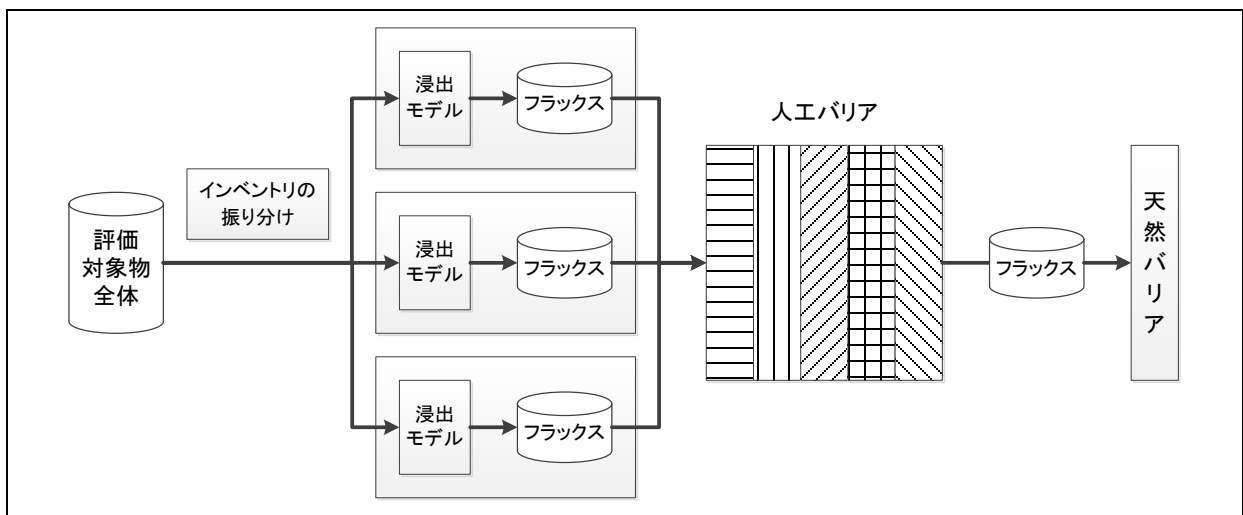 評価
対象物
全体
インベントリの
振り分け
浸出
モデル
フラックス
浸出
モデル
フラックス
浸出
モデル
フラックス
人工バリア
フラックス
天然バリア